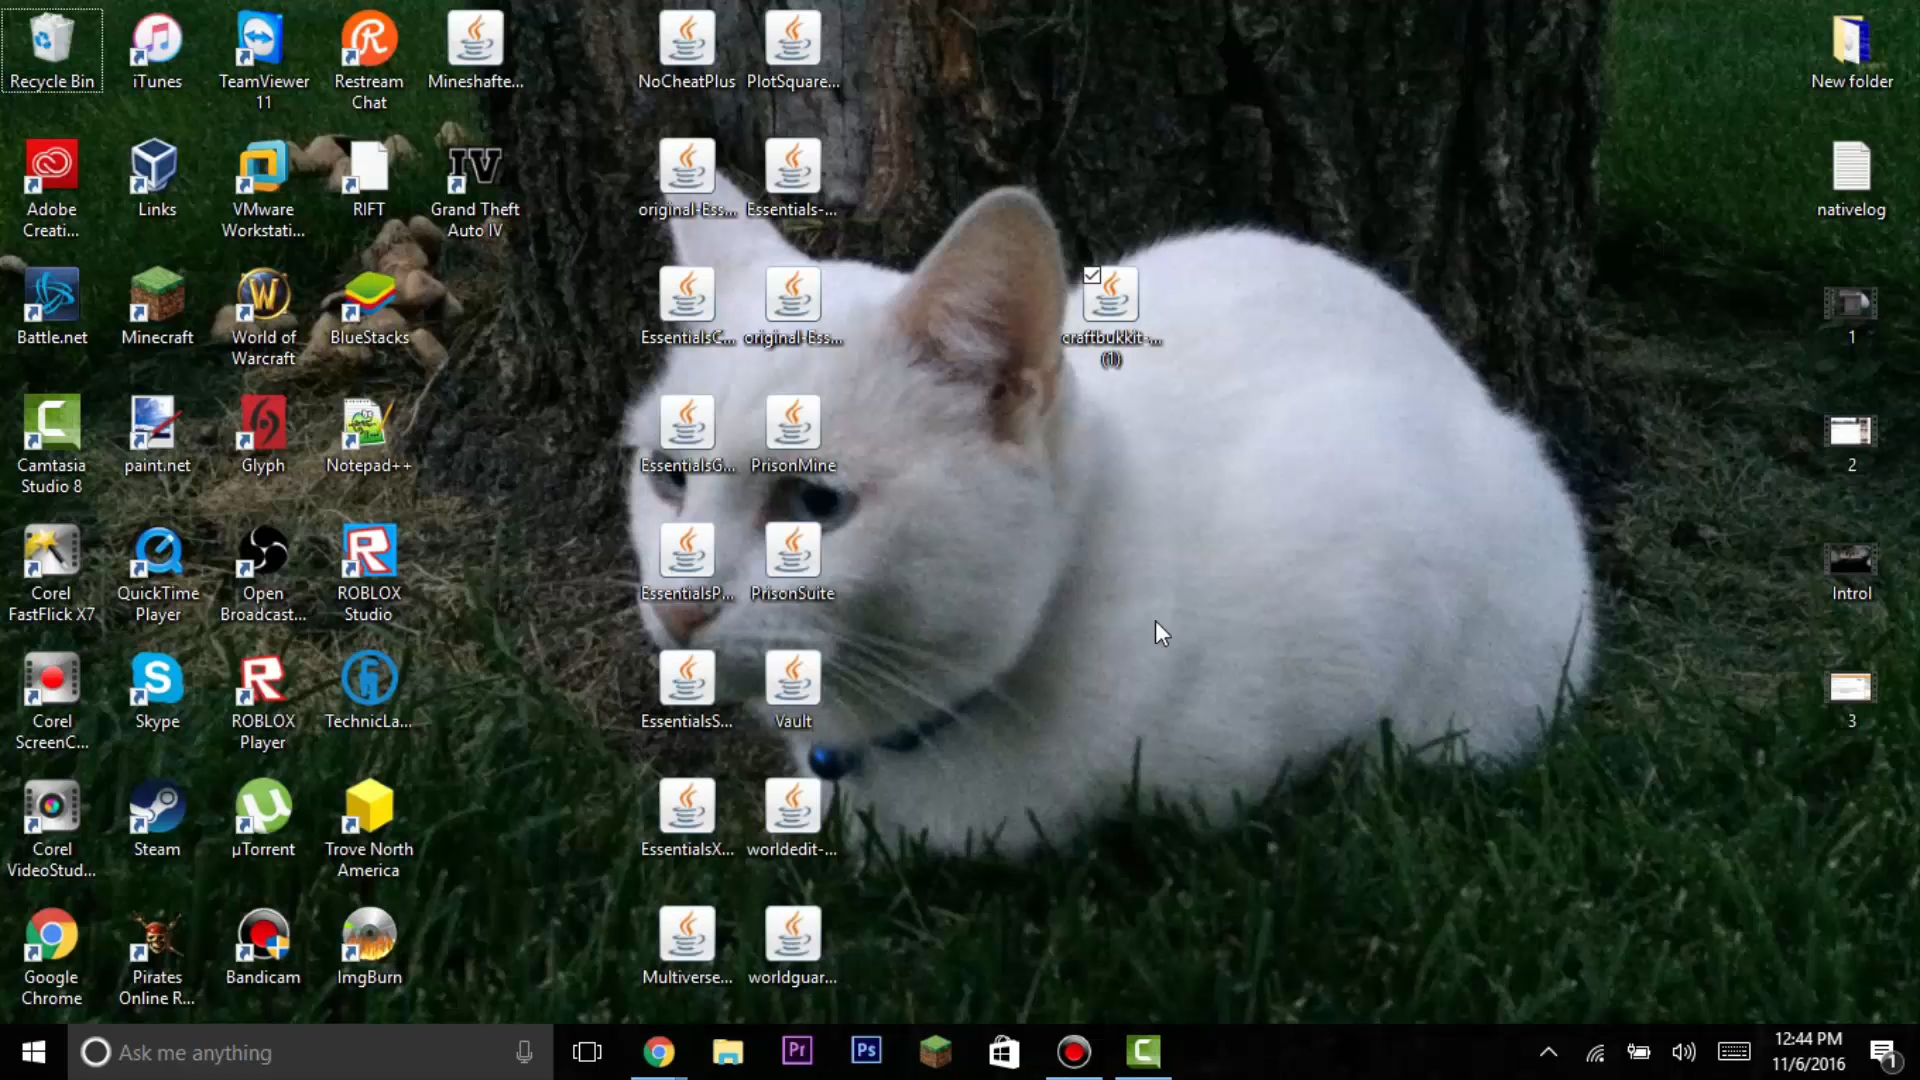 Recycle Bin
iTunes
TeamViewer
11
Restream
Chat
Mineshafte...
NoCheatPlus
PlotSquare...
New folder
Adobe
Creati...
Links
VMware
Workstati...
RIFT
IV
Grand Theft
Auto IV
original-Ess...
Essentials-...
nativelog
Battle.net
Minecraft
World of
Warcraft
BlueStacks
EssentialsC...
original-Ess...
craftbukkit-...
(1)
1
Camtasia
Studio 8
paint.net
Glyph
Notepad++
EssentialsG...
PrisonMine
2
Corel
FastFlick X7
QuickTime
Player
Open
Broadcast...
ROBLOX
Studio
EssentialsP...
PrisonSuite
Introl
Corel
ScreenC...
Skype
ROBLOX
Player
TechnicLa...
EssentialsS...
Vault
3
Corel
VideoStud...
Steam
µTorrent
Trove North
America
EssentialsX...
worldedit-...
Google
Chrome
Pirates
Online R...
Bandicam
ImgBurn
Multiverse...
worldguar...
Ask me anything
Pr
Ps
12:44 PM
11/6/2016
1